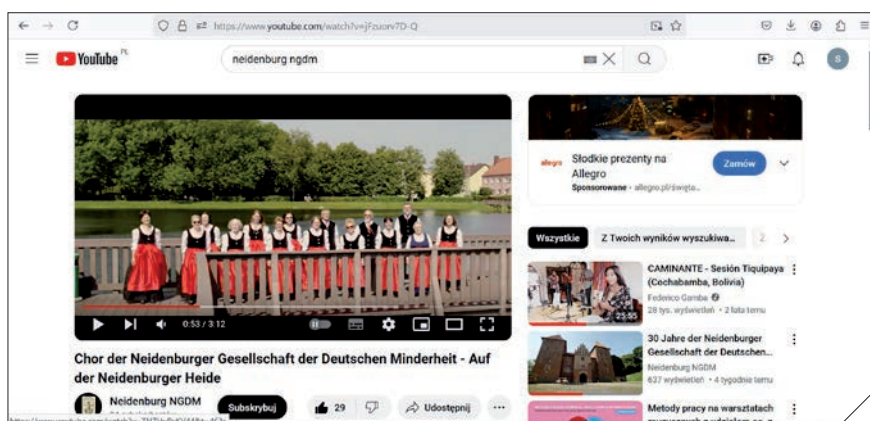 https://www.youtube.com/watch?v=jFzuorv7D-Q
YouTube PL
neidenburg ngdm
S
allegro
Słodkie prezenty na
Allegro
Sponsorowane · allegro.pl/święta...
Zamów
Wszystkie
Z Twoich wyników wyszukiwa...
CAMINANTE - Sesión Tiquipaya
(Cochabamba, Bolivia)
Federico Gamba
28 tys. wyświetleń · 2 lata temu
25:55
0:53 / 3:12
30 Jahre der Neidenburger
Gesellschaft der Deutschen...
Neidenburg NGDM
637 wyświetleń · 4 tygodnie temu
Chor der Neidenburger Gesellschaft der Deutschen Minderheit - Auf
der Neidenburger Heide
Neidenburg NGDM
Subskrybuj
29
Udostępnij
Metody pracy na warsztatach